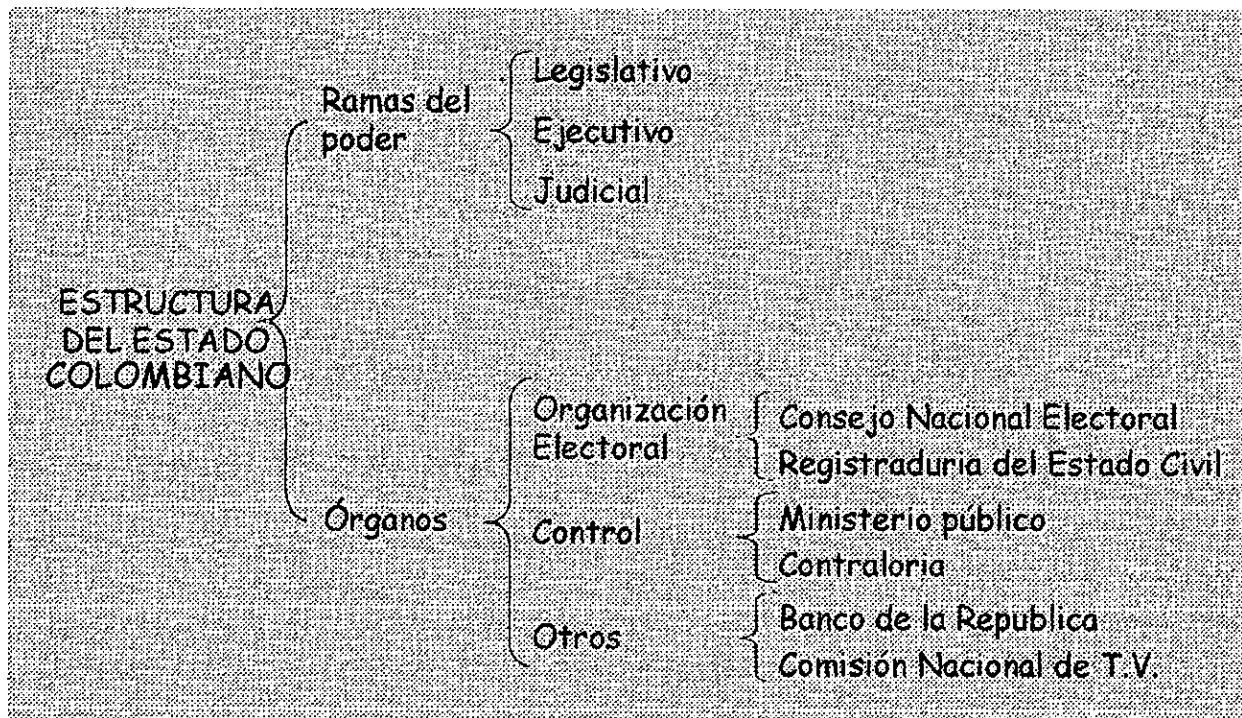 ESTRUCTURA
DEL ESTADO
COLOMBIANO
Ramas del
poder
Legislativo
Ejecutivo
Judicial
Órganos
Organización
Electoral
Consejo Nacional Electoral
Registraduria del Estado Civil
Control
Ministerio público
Contraloria
Otros
Banco de la Republica
Comisión Nacional de T.V.